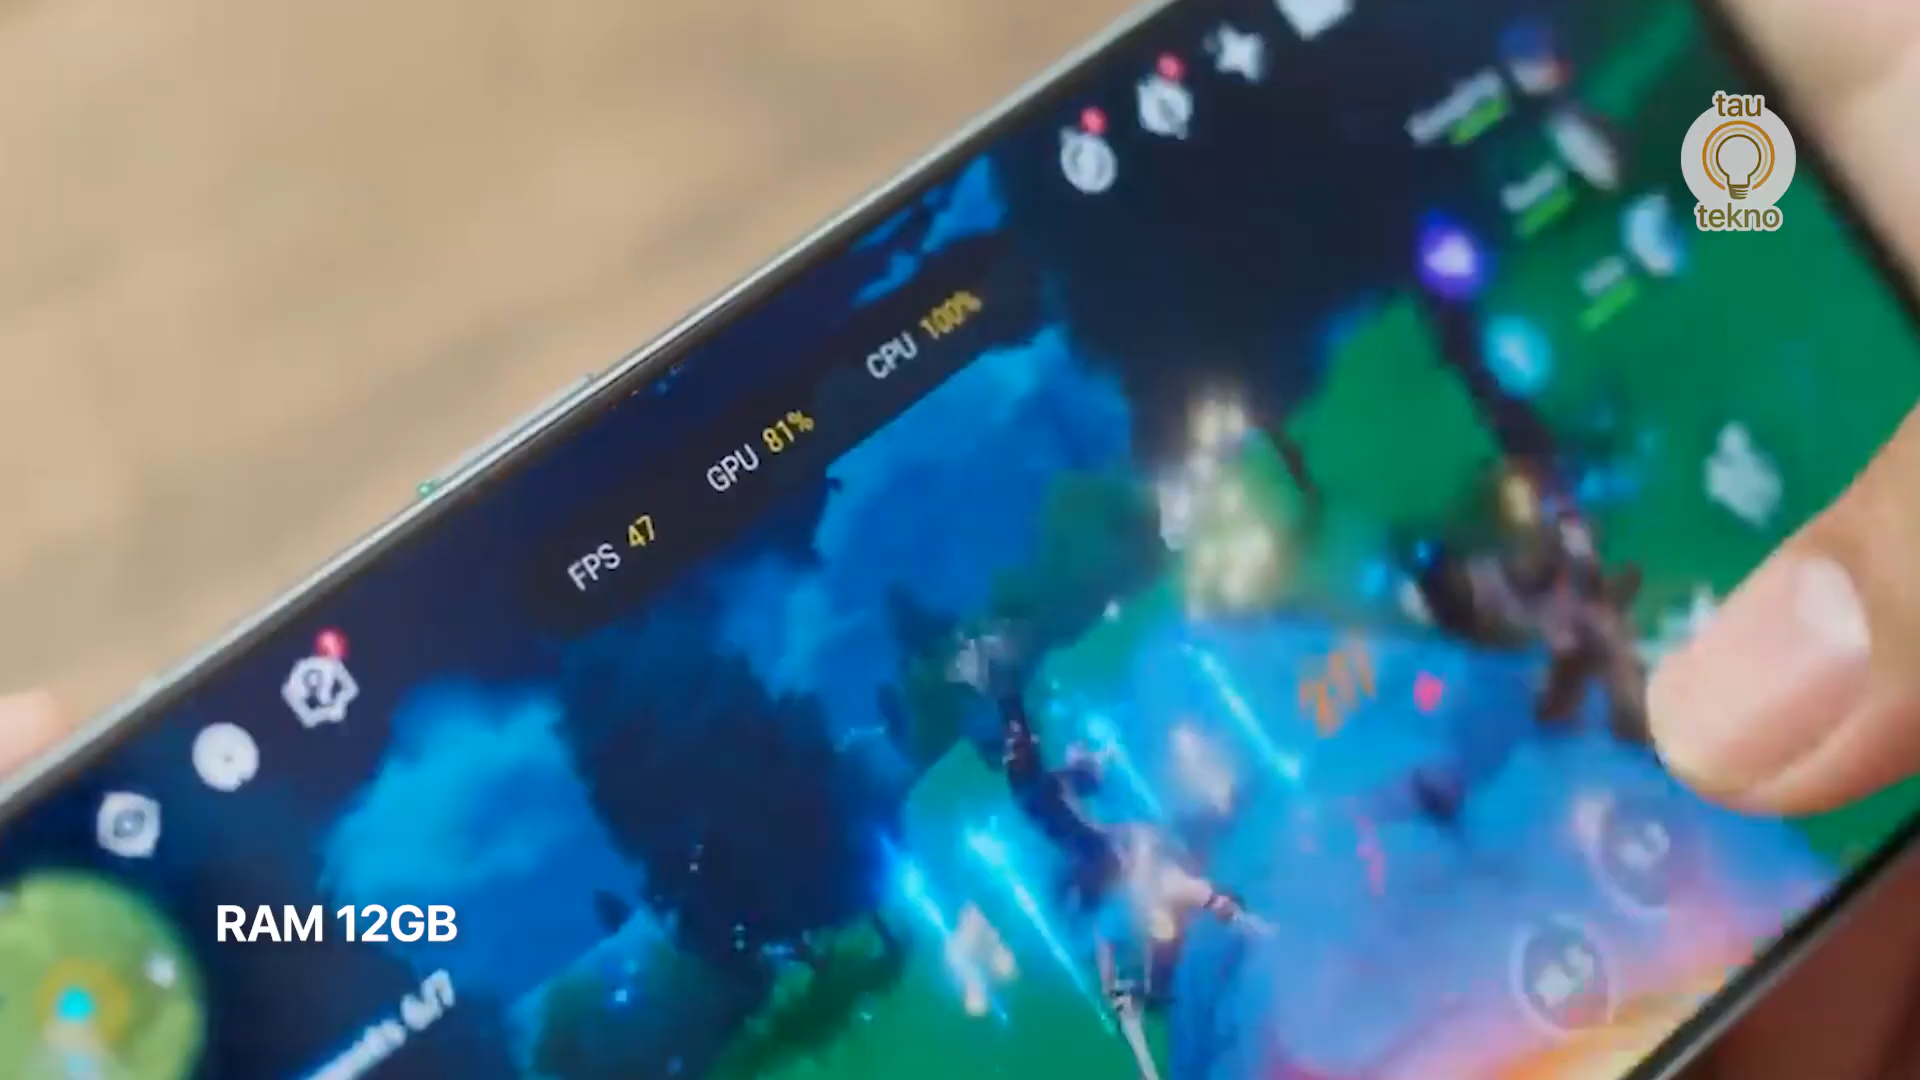 tau
tekno
CPU 100%
GPU 81%
FPS 47
RAM 12GB